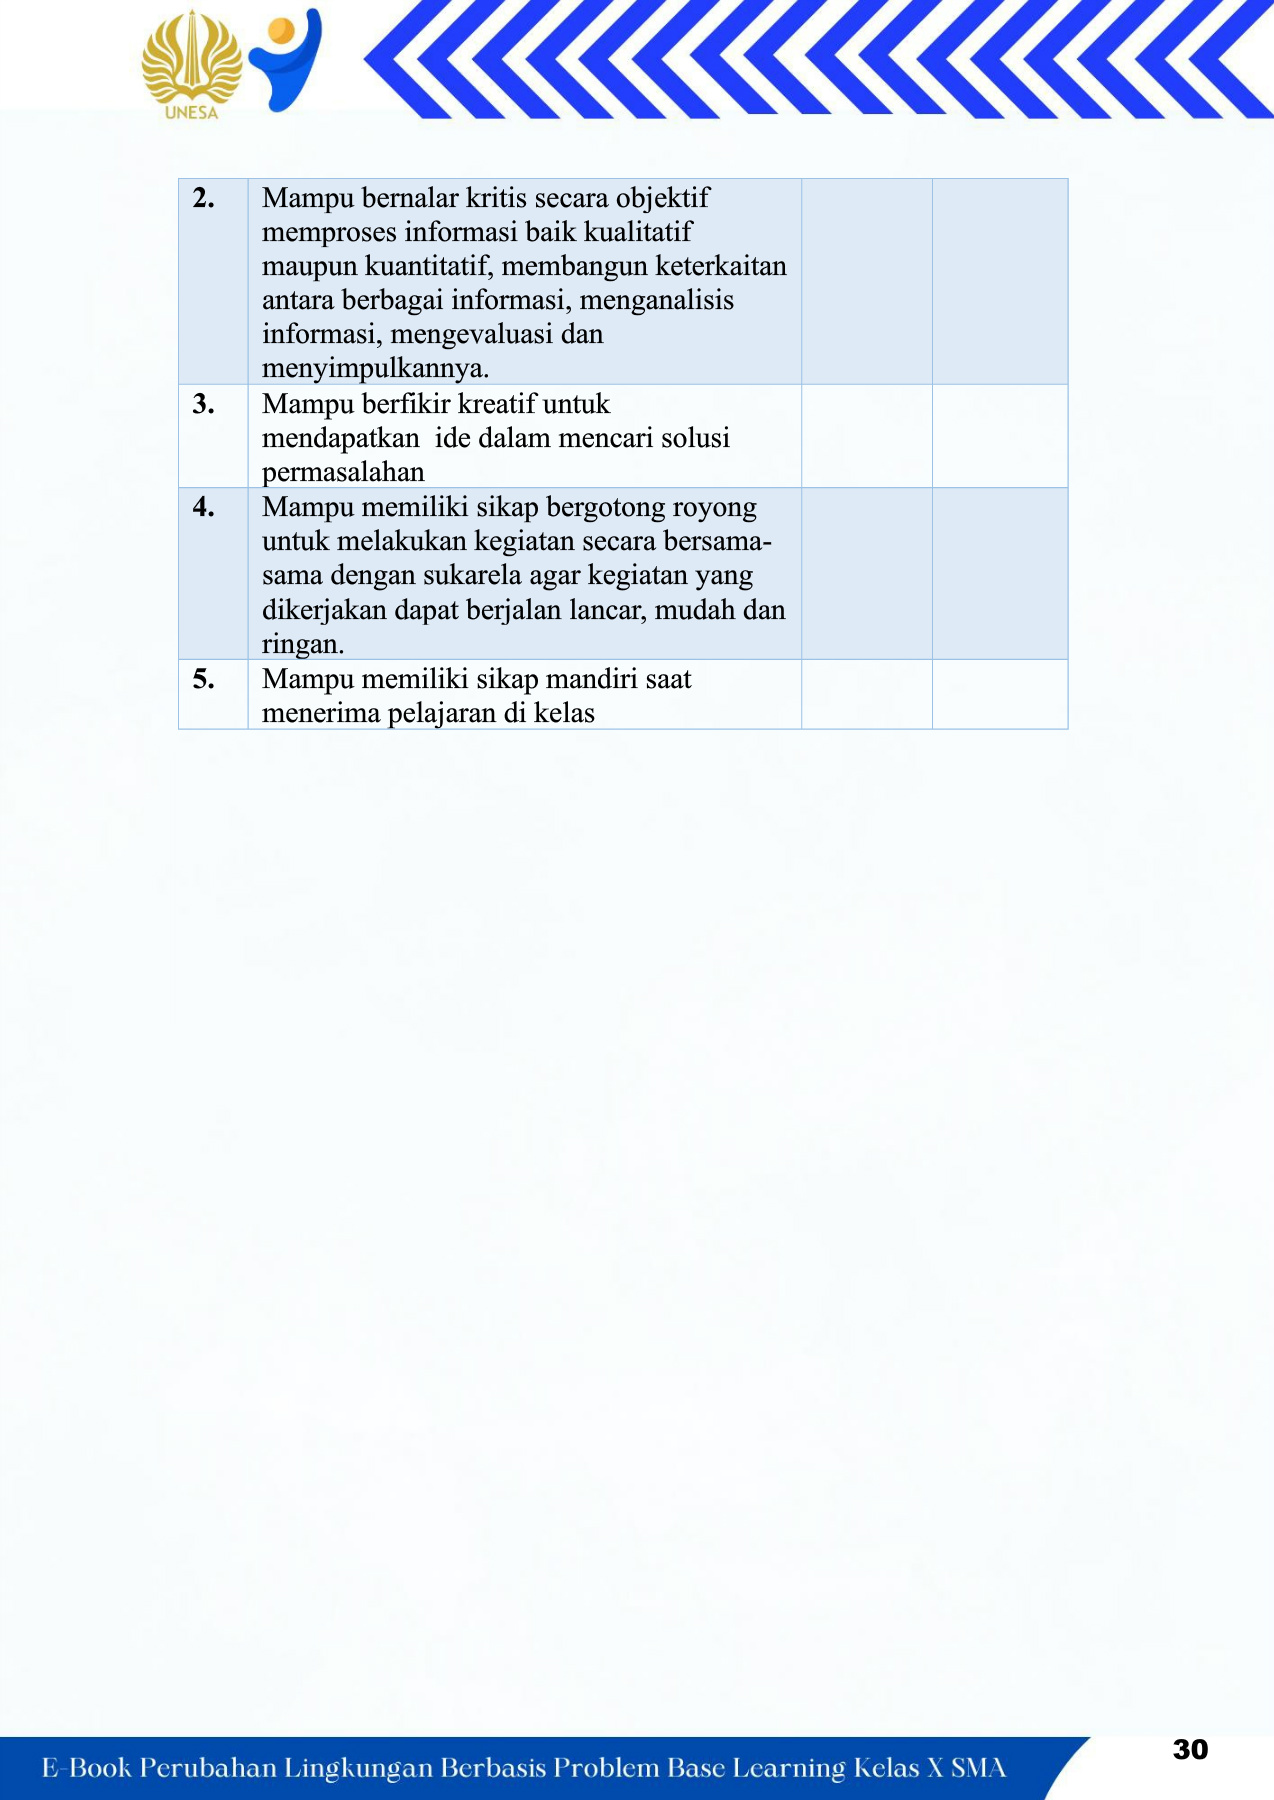 UNESA
2. Mampu bernalar kritis secara objektif
memproses informasi baik kualitatif
maupun kuantitatif, membangun keterkaitan
antara berbagai informasi, menganalisis
informasi, mengevaluasi dan
menyimpulkannya.
3. Mampu berfikir kreatif untuk
mendapatkan  ide dalam mencari solusi
permasalahan
4. Mampu memiliki sikap bergotong royong
untuk melakukan kegiatan secara bersama-
sama dengan sukarela agar kegiatan yang
dikerjakan dapat berjalan lancar, mudah dan
ringan.
5. Mampu memiliki sikap mandiri saat
menerima pelajaran di kelas
30
E-Book Perubahan Lingkungan Berbasis Problem Base Learning Kelas X SMA